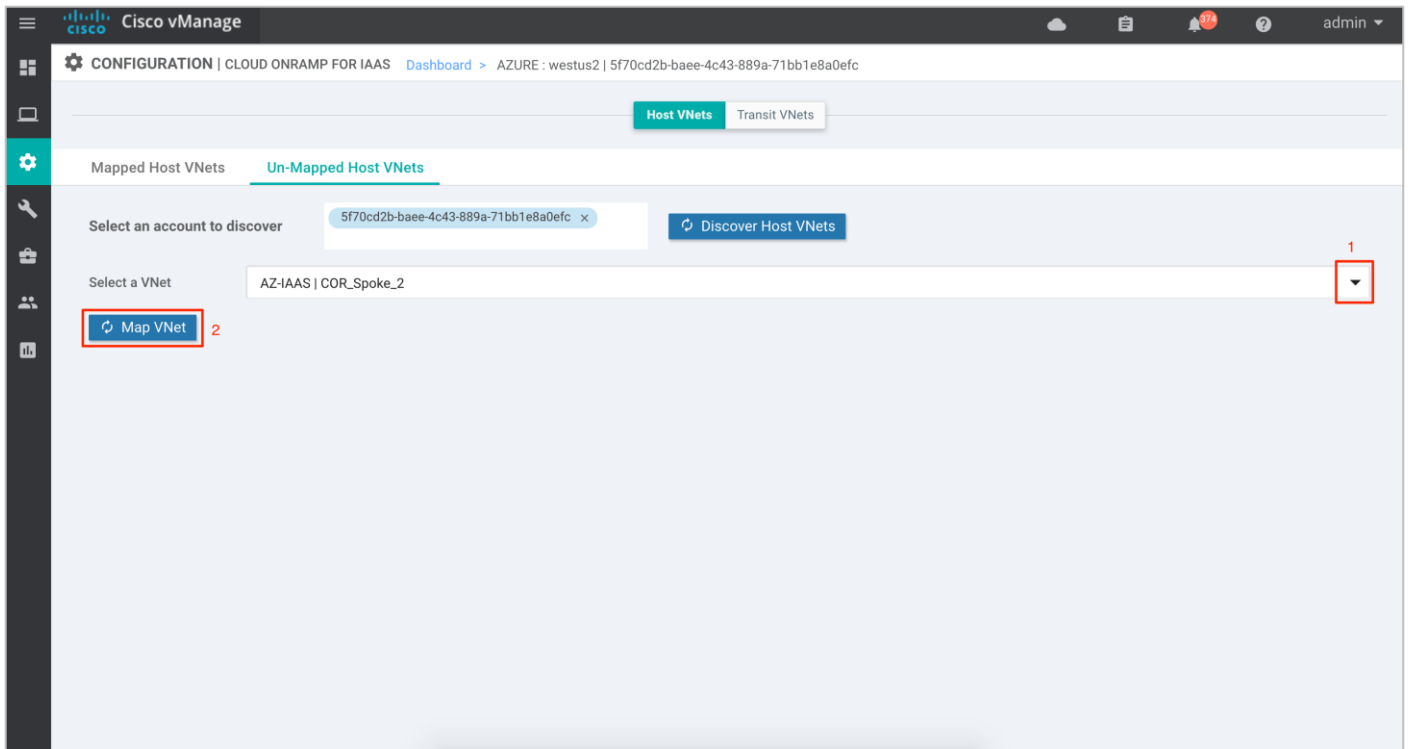 cisco Cisco vManage 374 admin
CONFIGURATION | CLOUD ONRAMP FOR IAAS Dashboard > AZURE : westus2 | 5f70cd2b-baee-4c43-889a-71bb1e8a0efc
Host VNets Transit VNets
Mapped Host VNets Un-Mapped Host VNets
Select an account to discover 5f70cd2b-baee-4c43-889a-71bb1e8a0efc × Discover Host VNets
1
Select a VNet AZ-IAAS | COR_Spoke_2
Map VNet 2